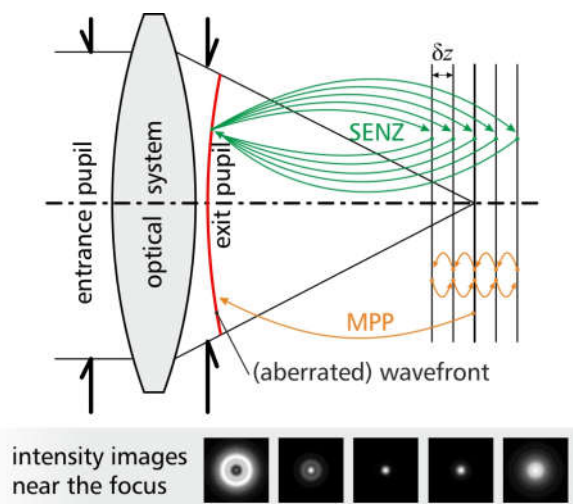 δz
SENZ
entrance pupil
optical system
exit pupil
MPP
(aberrated) wavefront
intensity images
near the focus